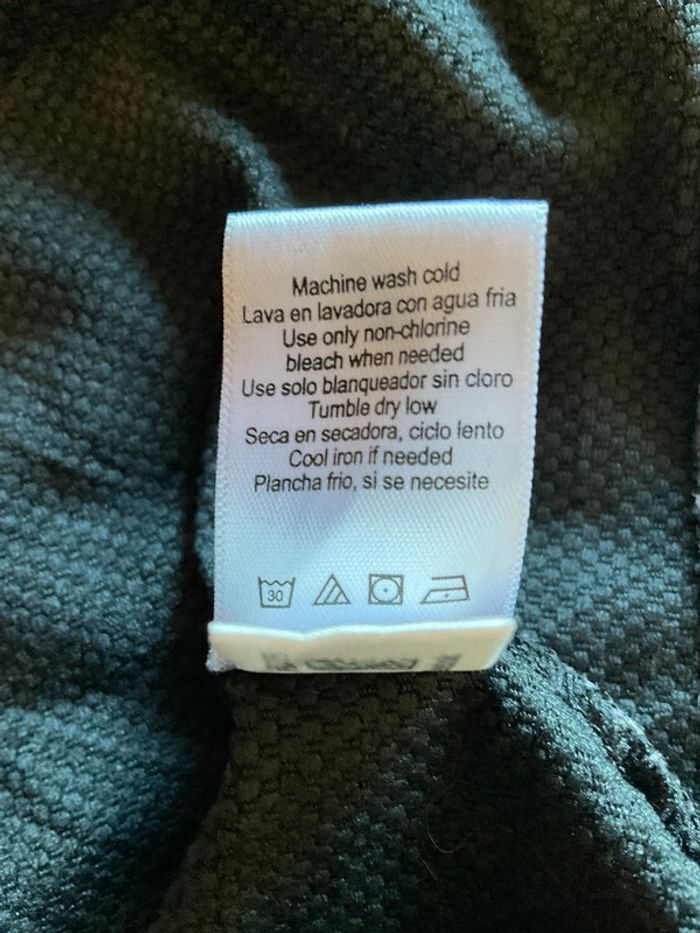 Machine wash cold
Lava en lavadora con agua fria
Use only non-chlorine
bleach when needed
Use solo blanqueador sin cloro
Tumble dry low
Seca en secadora, ciclo lento
Cool iron if needed
Plancha frio, si se necesite
30